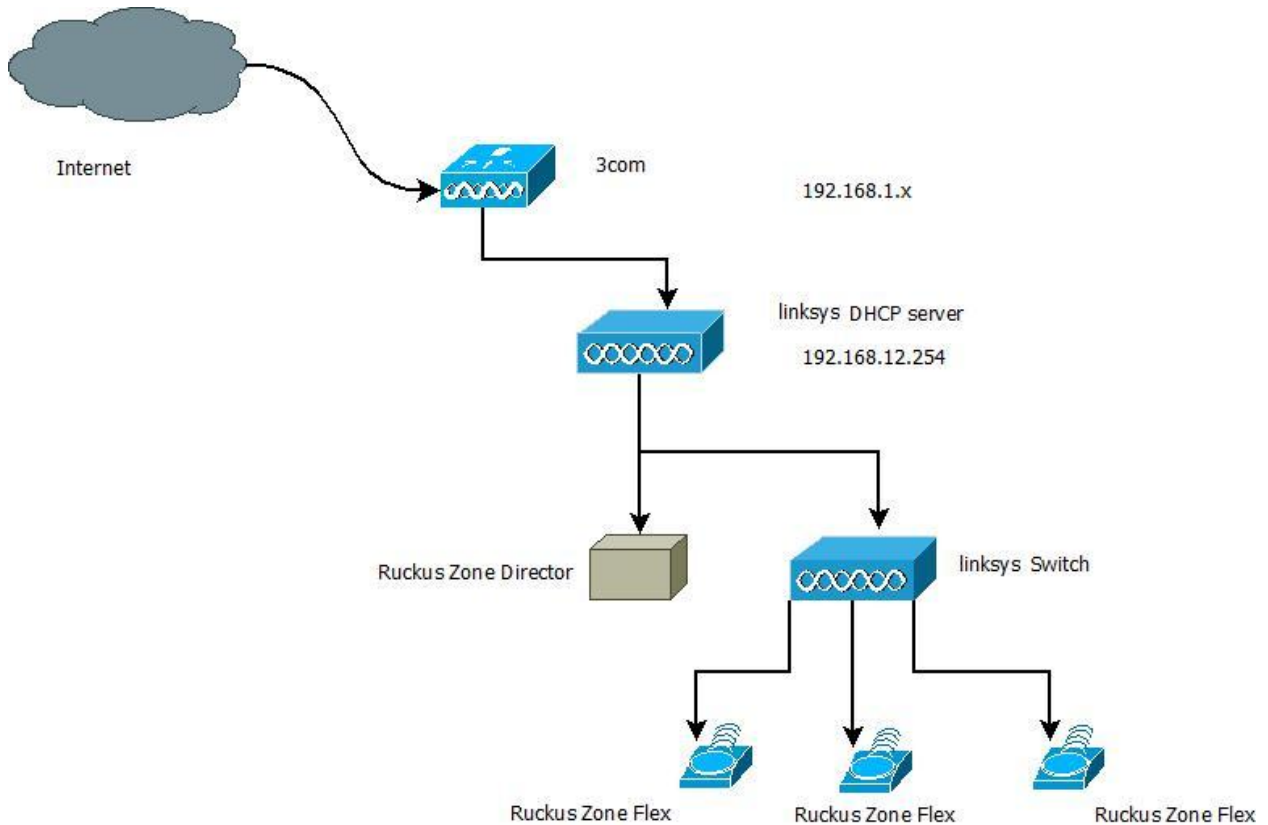 Internet
3com
192.168.1.x
linksys DHCP server
192.168.12.254
Ruckus Zone Director
linksys Switch
Ruckus Zone Flex
Ruckus Zone Flex
Ruckus Zone Flex